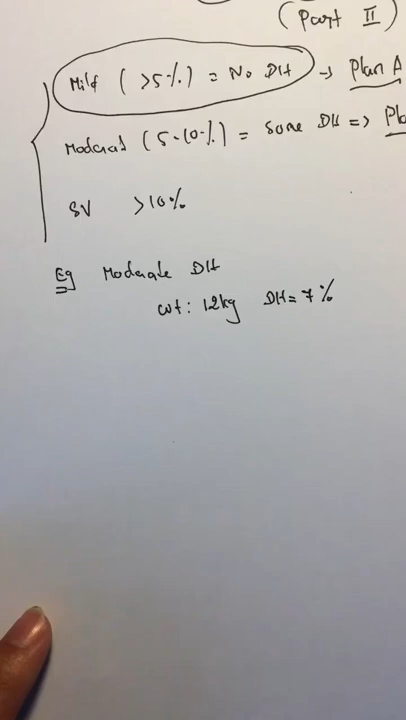 (Part II)
Mild ( >5%) = No DH → Plan A
Moderat (5-10%) = Some DH =>
SV >10%
Eg Moderate DH
wt: 12kg DH= 7%